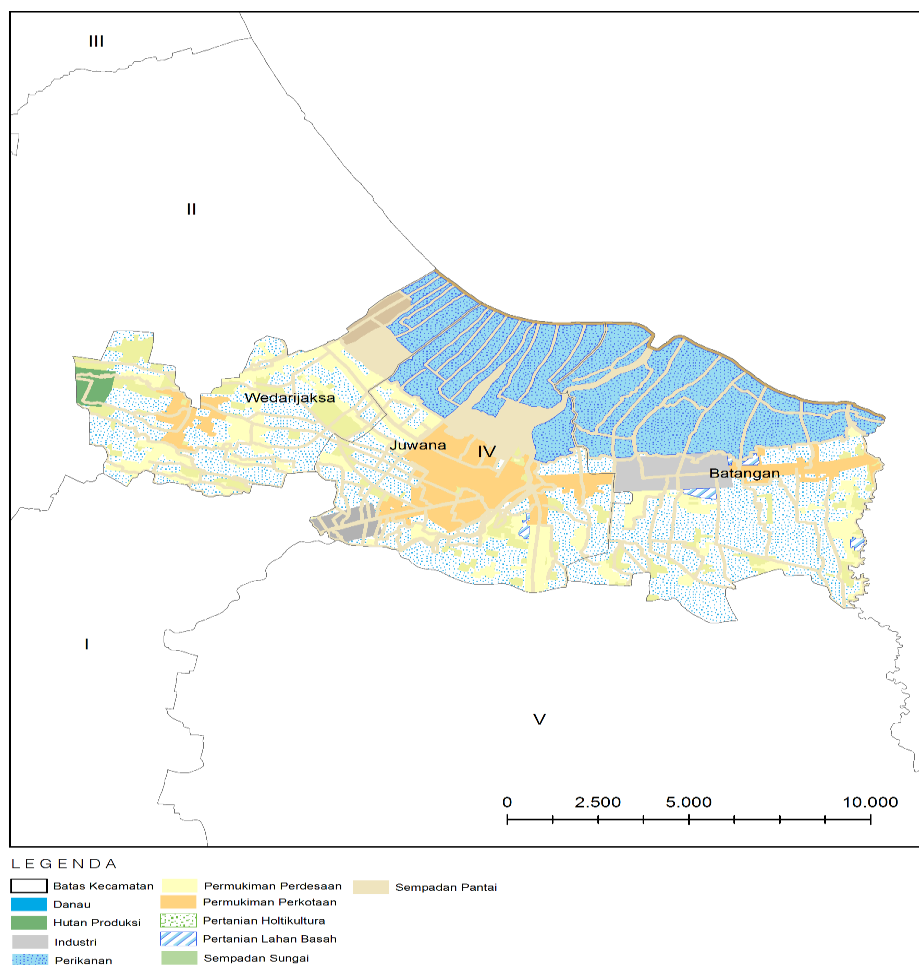 III
II
Wedarijaksa
Juwana
IV
Batangan
I
V
0 2.500 5.000 10.000
LEGENDA
Batas Kecamatan
Danau
Hutan Produksi
Industri
Perikanan
Permukiman Perdesaan
Permukiman Perkotaan
Pertanian Holtikultura
Pertanian Lahan Basah
Sempadan Sungai
Sempadan Pantai